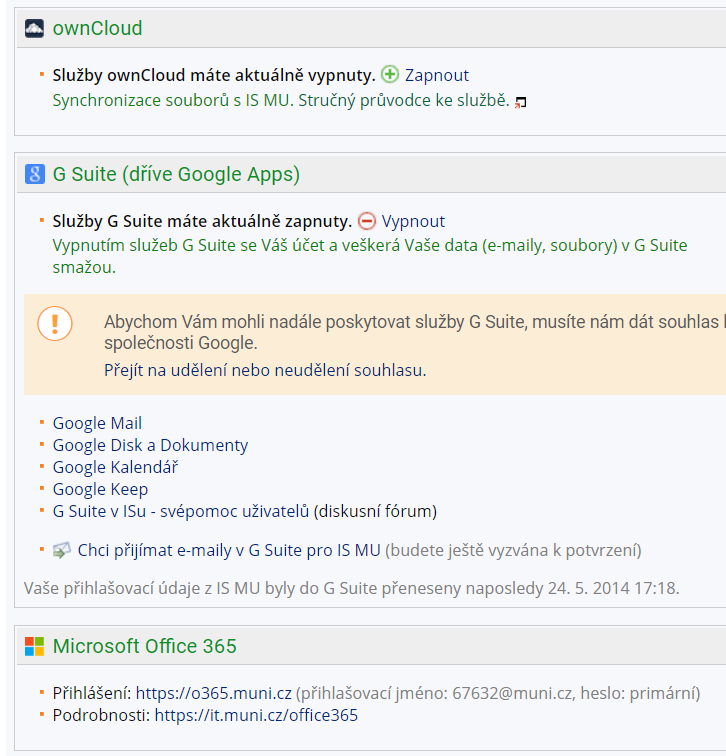 ownCloud
Služby ownCloud máte aktuálně vypnuty. Zapnout
Synchronizace souborů s IS MU. Stručný průvodce ke službě.
G Suite (dříve Google Apps)
Služby G Suite máte aktuálně zapnuty. Vypnout
Vypnutím služeb G Suite se Váš účet a veškerá Vaše data (e-maily, soubory) v G Suite
smažou.
Abychom Vám mohli nadále poskytovat služby G Suite, musíte nám dát souhlas
společnosti Google.
Přejít na udělení nebo neudělení souhlasu.
Google Mail
Google Disk a Dokumenty
Google Kalendář
Google Keep
G Suite v ISu - svépomoc uživatelů (diskusní fórum)
Chci přijímat e-maily v G Suite pro IS MU (budete ještě vyzvána k potvrzení)
Vaše přihlašovací údaje z IS MU byly do G Suite přeneseny naposledy 24. 5. 2014 17:18.
Microsoft Office 365
Přihlášení: https://o365.muni.cz (přihlašovací jméno: 67632@muni.cz, heslo: primární)
Podrobnosti: https://it.muni.cz/office365